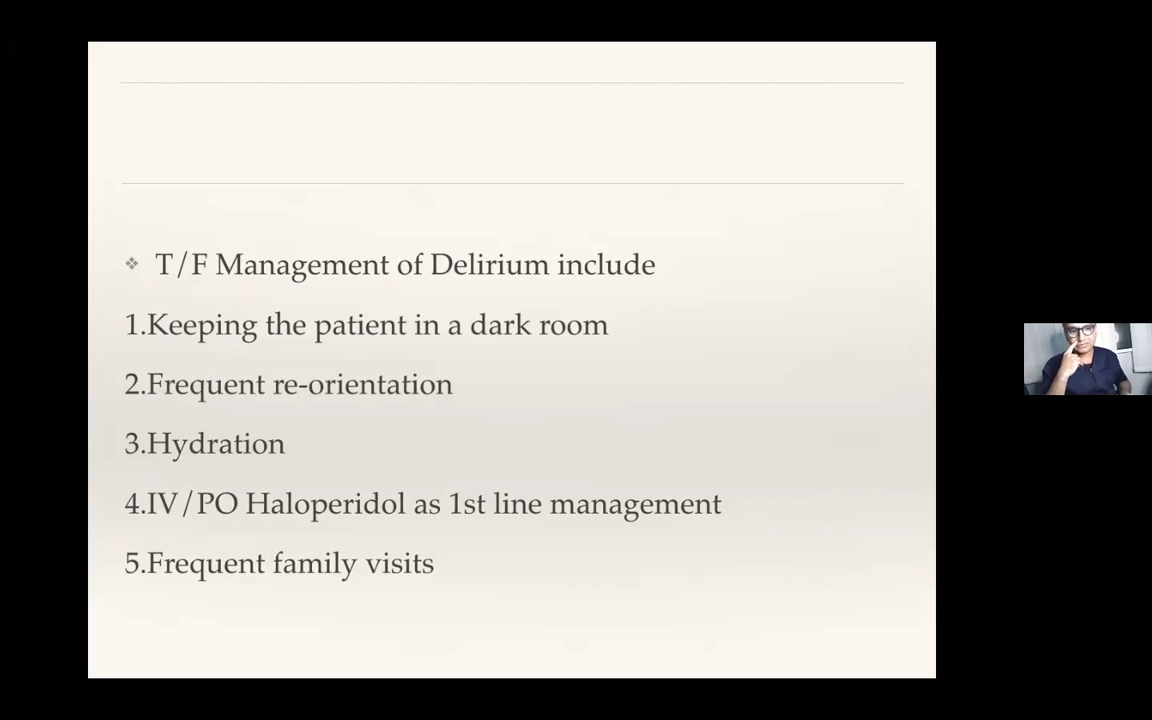 T/F Management of Delirium include
1.Keeping the patient in a dark room
2.Frequent re-orientation
3.Hydration
4.IV/PO Haloperidol as 1st line management
5.Frequent family visits